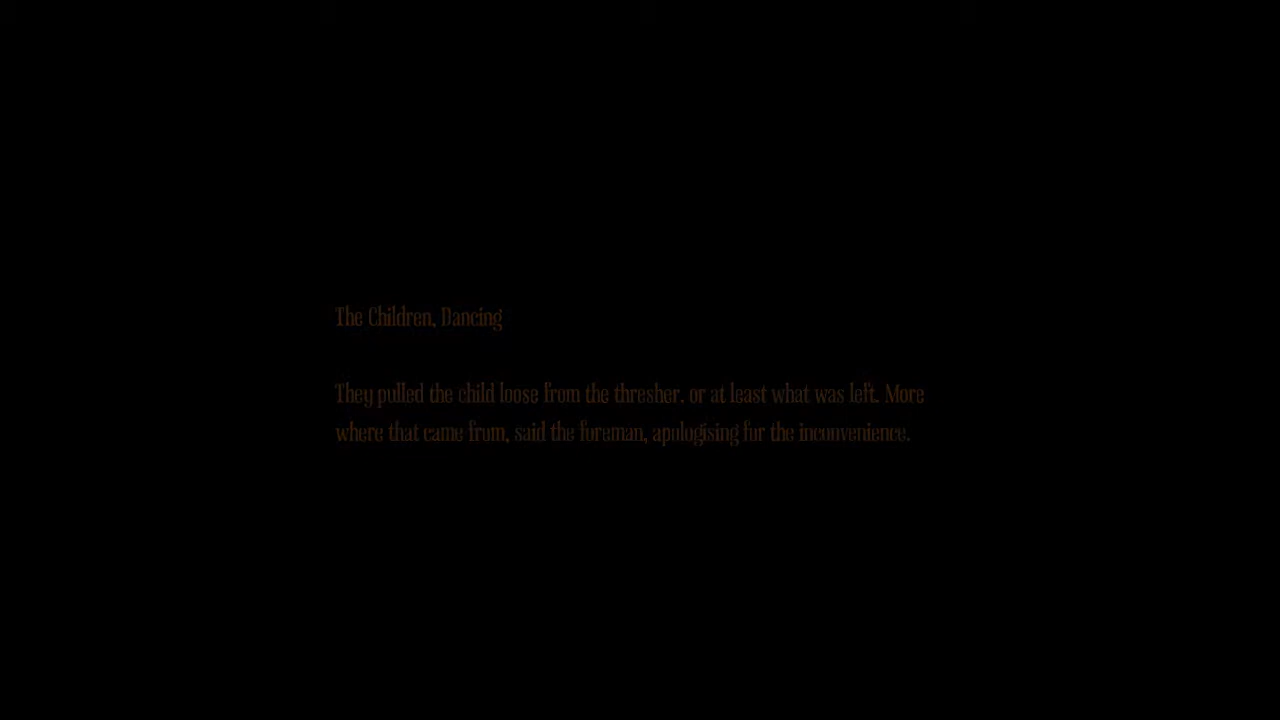 The Children, Dancing
They pulled the child loose from the thresher, or at least what was left. More
where that came from, said the foreman, apologising for the inconvenience.